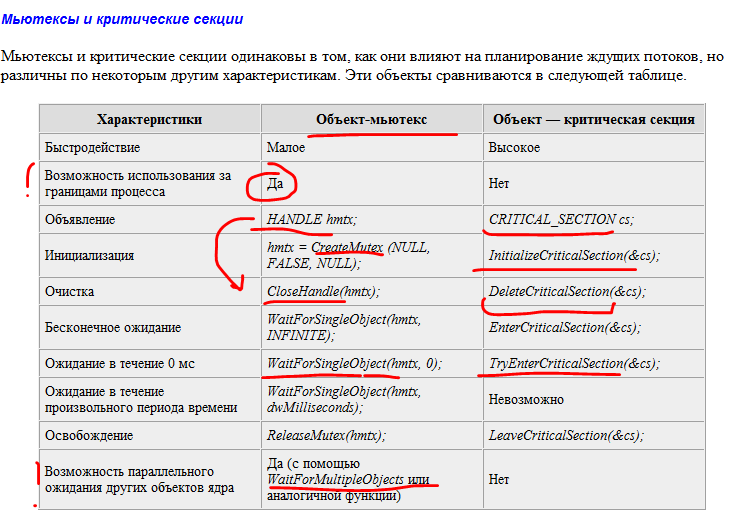 Мьютексы и критические секции
Мьютексы и критические секции одинаковы в том, как они влияют на планирование ждущих потоков, но
различны по некоторым другим характеристикам. Эти объекты сравниваются в следующей таблице.
Характеристики Объект-мьютекс Объект — критическая секция
Быстродействие Малое Высокое
Возможность использования за
границами процесса Да Нет
Объявление HANDLE hmtx; CRITICAL_SECTION cs;
Инициализация hmtx = CreateMutex (NULL,
FALSE, NULL); InitializeCriticalSection(&cs);
Очистка CloseHandle(hmtx); DeleteCriticalSection(&cs);
Бесконечное ожидание WaitForSingleObject(hmtx,
INFINITE); EnterCriticalSection(&cs);
Ожидание в течение 0 мс WaitForSingleObject(hmtx, 0); TryEnterCriticalSection(&cs);
Ожидание в течение
произвольного периода времени WaitForSingleObject(hmtx,
dwMilliseconds); Невозможно
Освобождение ReleaseMutex(hmtx); LeaveCriticalSection(&cs);
Возможность параллельного
ожидания других объектов ядра Да (с помощью
WaitForMultipleObjects или
аналогичной функции) Нет